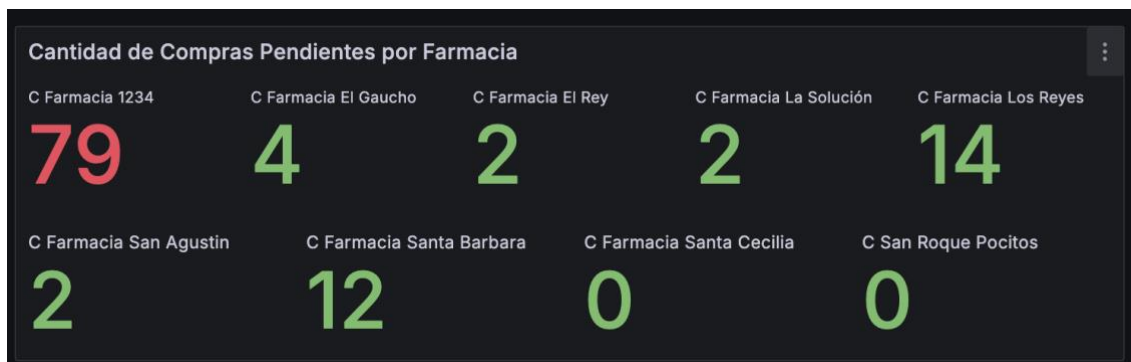 Cantidad de Compras Pendientes por Farmacia
C Farmacia 1234
C Farmacia El Gaucho
C Farmacia El Rey
C Farmacia La Solución
C Farmacia Los Reyes
79
4
2
2
14
C Farmacia San Agustin
C Farmacia Santa Barbara
C Farmacia Santa Cecilia
C San Roque Pocitos
2
12
0
0